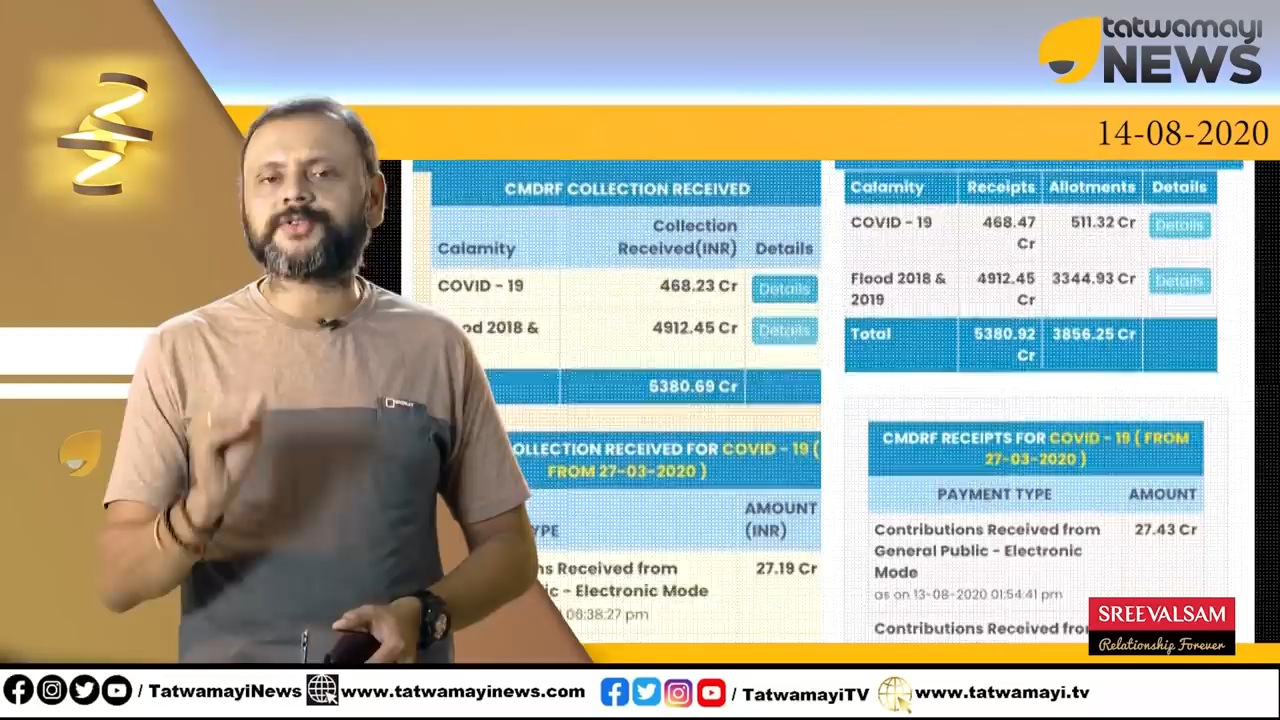 tatwamayi
NEWS
14-08-2020
CMDRF COLLECTION RECEIVED
Calamity
Collection
Received(INR)
Details
COVID - 19
468.23 Cr
Details
od 2018 &
4912.45 Cr
Details
5380.69 Cr
OLLECTION RECEIVED FOR COVID - 19 (
FROM 27-03-2020 )
YPE
AMOUNT
(INR)
ns Received from
27.19 Cr
ic - Electronic Mode
06:38:27 pm
Calamity Receipts Allotments Details
COVID - 19
468.47
Cr
511.32 Cr
Details
Flood 2018 &
2019
4912.45
Cr
3344.93 Cr
Details
Total
5380.92
Cr
3856.25 Cr
CMDRF RECEIPTS FOR COVID - 19 ( FROM
27-03-2020 )
PAYMENT TYPE AMOUNT
Contributions Received from
27.43 Cr
General Public - Electronic
Mode
as on 13-08-2020 01:54:41 pm
Contributions Received from
SREEVALSAM
Relationship Forever
/ TatwamayiNews www.tatwamayinews.com / TatwamayiTV www.tatwamayi.tv